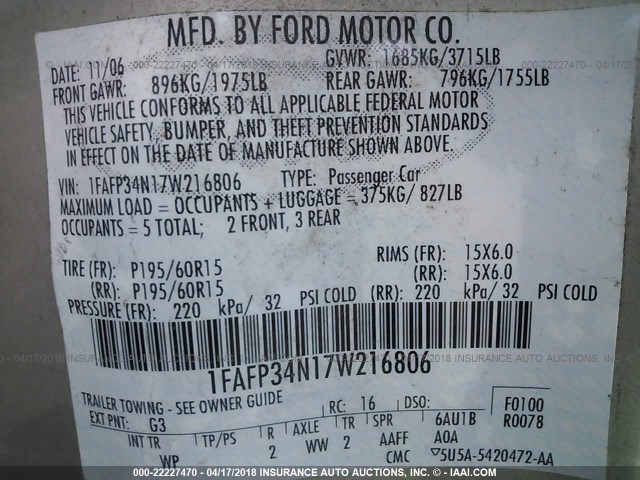 MFD. BY FORD MOTOR CO.
DATE: 11/06 GVWR: 1685KG/3715LB
FRONT GAWR: 896KG/1975LB REAR GAWR: 796KG/1755LB
THIS VEHICLE CONFORMS TO ALL APPLICABLE FEDERAL MOTOR
VEHICLE SAFETY, BUMPER, AND THEFT PREVENTION STANDARDS
IN EFFECT ON THE DATE OF MANUFACTURE SHOWN ABOVE.
VIN: 1FAFP34N17W216806 TYPE: Passenger Car
MAXIMUM LOAD = OCCUPANTS + LUGGAGE = 375KG/ 827LB
OCCUPANTS = 5 TOTAL; 2 FRONT, 3 REAR
TIRE (FR): P195/60R15 RIMS (FR): 15X6.0
(RR): P195/60R15 (RR): 15X6.0
PRESSURE (FR): 220 kPa/ 32 PSI COLD (RR): 220 kPa/ 32 PSI COLD
1FAFP34N17W216806
TRAILER TOWING - SEE OWNER GUIDE RC: 16 DSO: F0100
EXT PNT: G3 R0078
INT TR TP/PS R AXLE TR SPR 6AU1B
WP 2 WW 2 AAFF A0A
CMC ▽5U5A-5420472-AA
000-22227470 - 04/17/2018 INSURANCE AUTO AUCTIONS, INC. - © - IAAI.COM